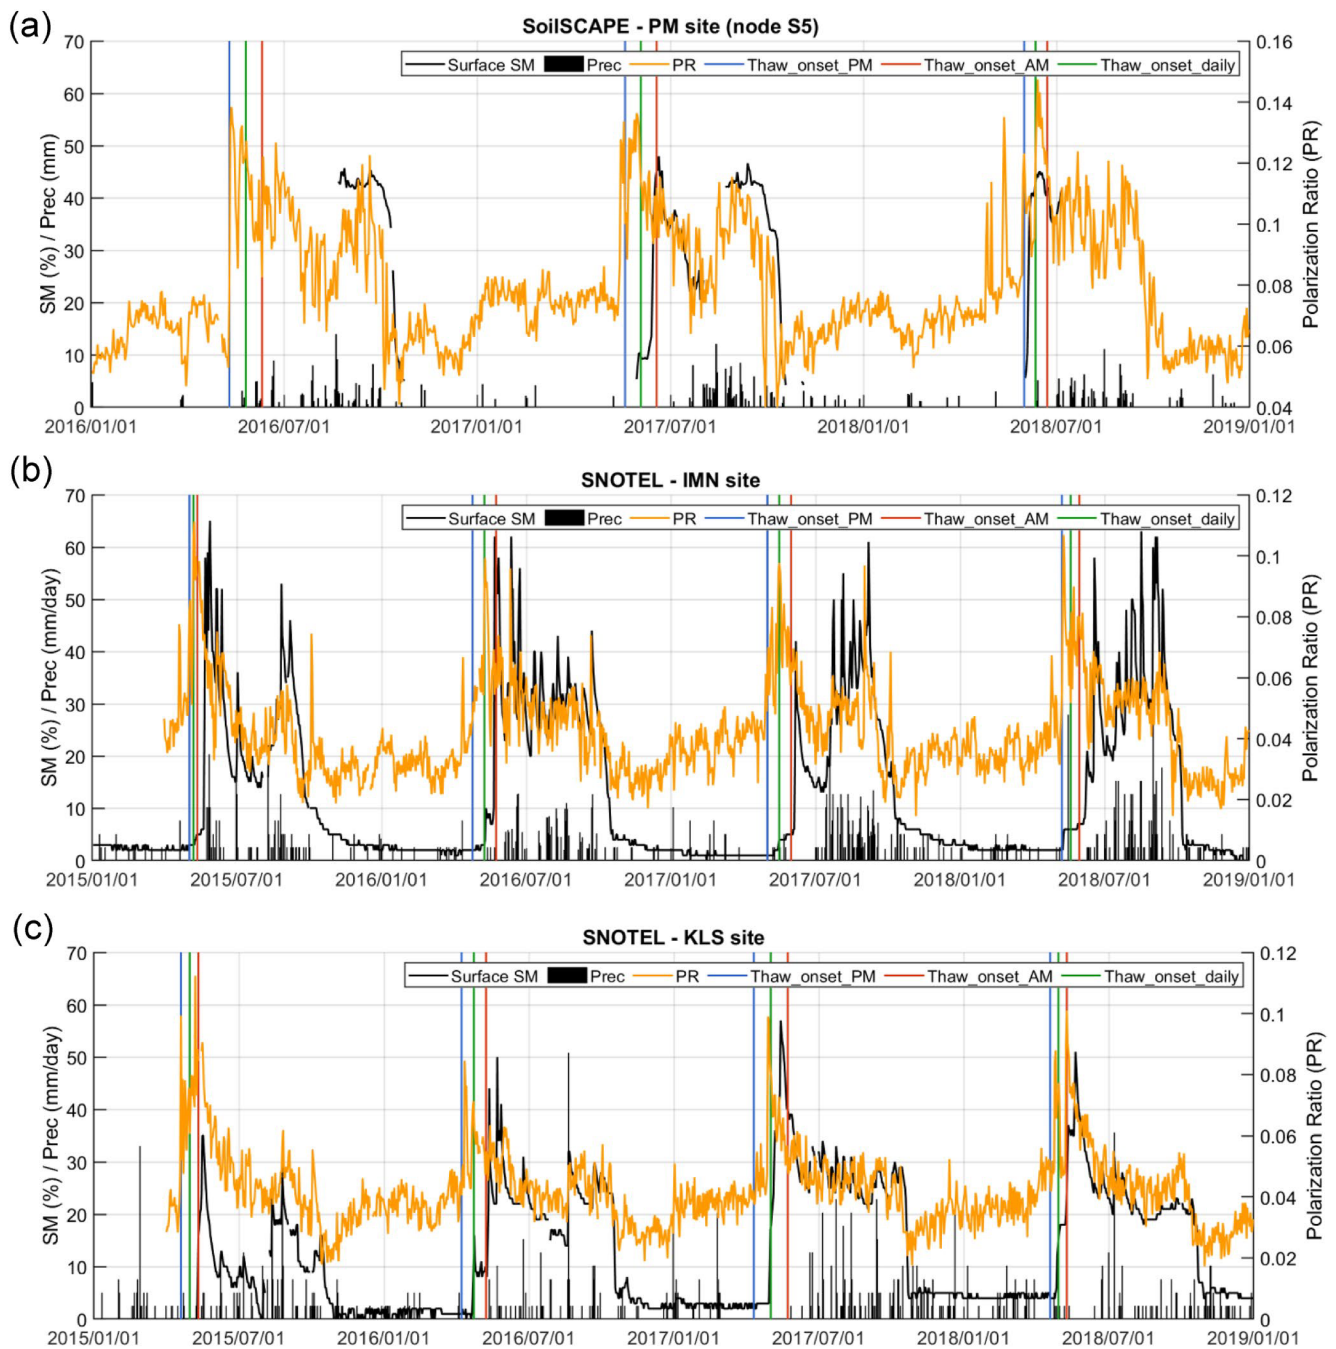 (a)
SoilSCAPE - PM site (node S5)
Surface SM Prec PR Thaw_onset_PM Thaw_onset_AM Thaw_onset_daily
SM (%) / Prec (mm)
70
60
50
40
30
20
10
0
0.16
0.14
0.12
0.1
0.08
0.06
0.04
Polarization Ratio (PR)
2016/01/01 2016/07/01 2017/01/01 2017/07/01 2018/01/01 2018/07/01 2019/01/01
(b)
SNOTEL - IMN site
Surface SM Prec PR Thaw_onset_PM Thaw_onset_AM Thaw_onset_daily
SM (%) / Prec (mm/day)
70
60
50
40
30
20
10
0
0.12
0.1
0.08
0.06
0.04
0.02
0
Polarization Ratio (PR)
2015/01/01 2015/07/01 2016/01/01 2016/07/01 2017/01/01 2017/07/01 2018/01/01 2018/07/01 2019/01/01
(c)
SNOTEL - KLS site
Surface SM Prec PR Thaw_onset_PM Thaw_onset_AM Thaw_onset_daily
SM (%) / Prec (mm/day)
70
60
50
40
30
20
10
0
0.12
0.1
0.08
0.06
0.04
0.02
0
Polarization Ratio (PR)
2015/01/01 2015/07/01 2016/01/01 2016/07/01 2017/01/01 2017/07/01 2018/01/01 2018/07/01 2019/01/01